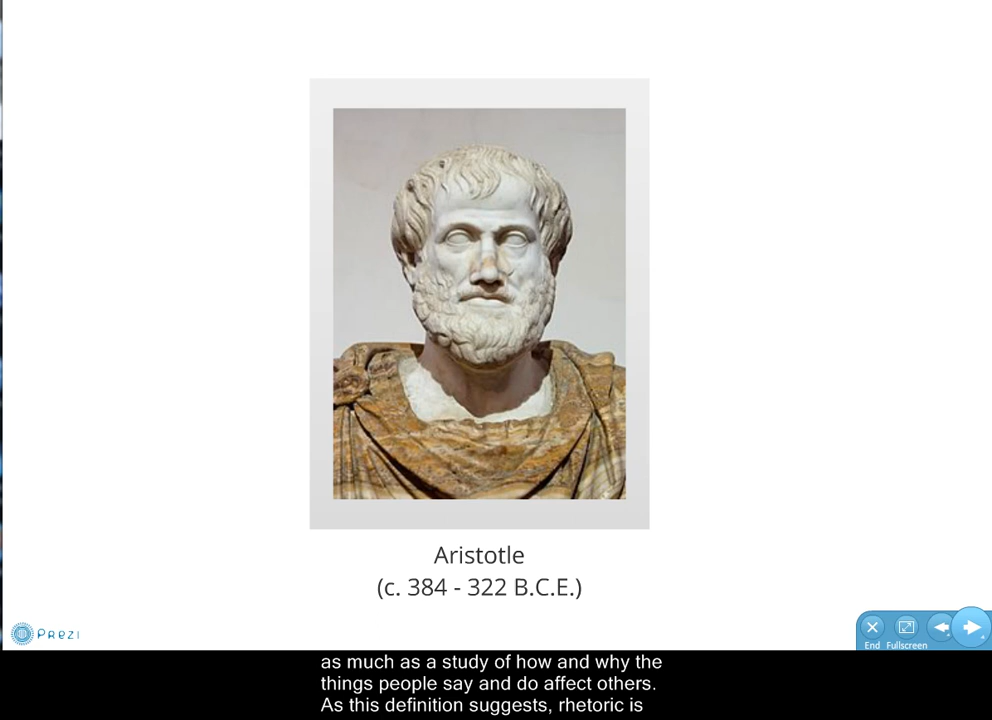 Aristotle
(c. 384 - 322 B.C.E.)
PREZI
End Fullscreen
as much as a study of how and why the
things people say and do affect others.
As this definition suggests, rhetoric is